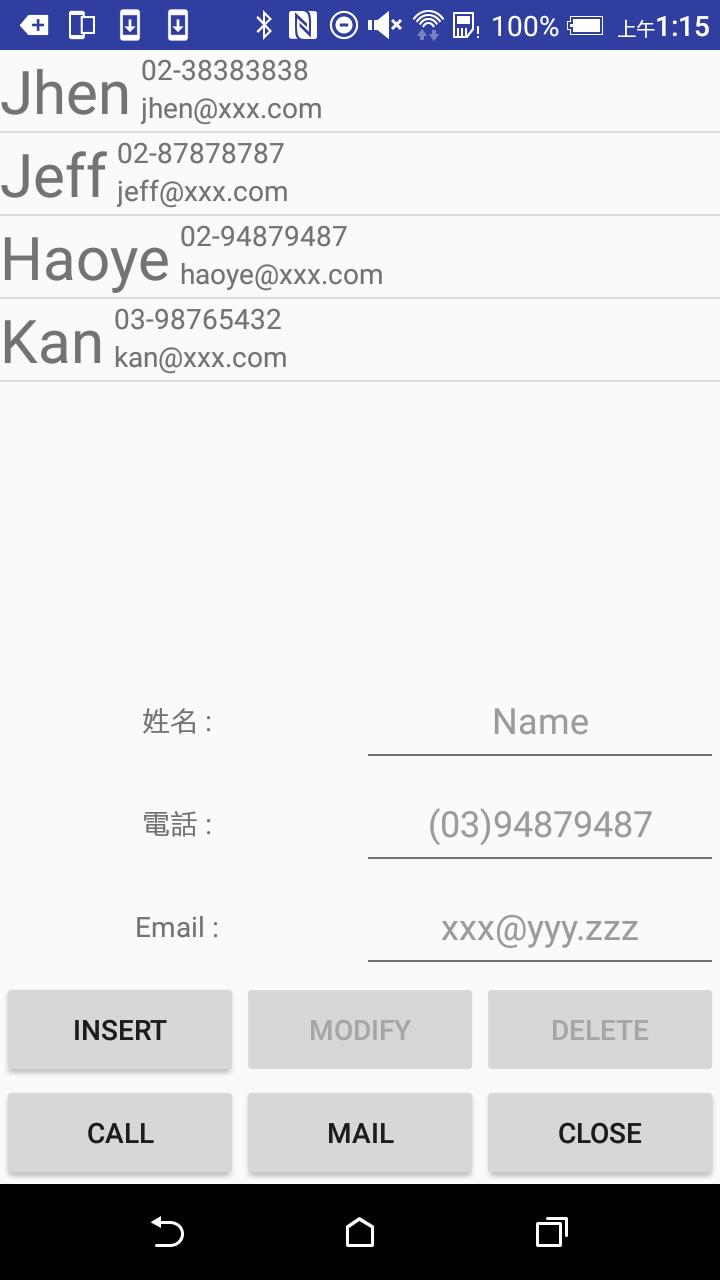 100% 上午1:15
Jhen 02-38383838
jhen@xxx.com
Jeff 02-87878787
jeff@xxx.com
Haoye 02-94879487
haoye@xxx.com
Kan 03-98765432
kan@xxx.com
姓名 : Name
電話 : (03)94879487
Email : xxx@yyy.zzz
INSERT MODIFY DELETE
CALL MAIL CLOSE